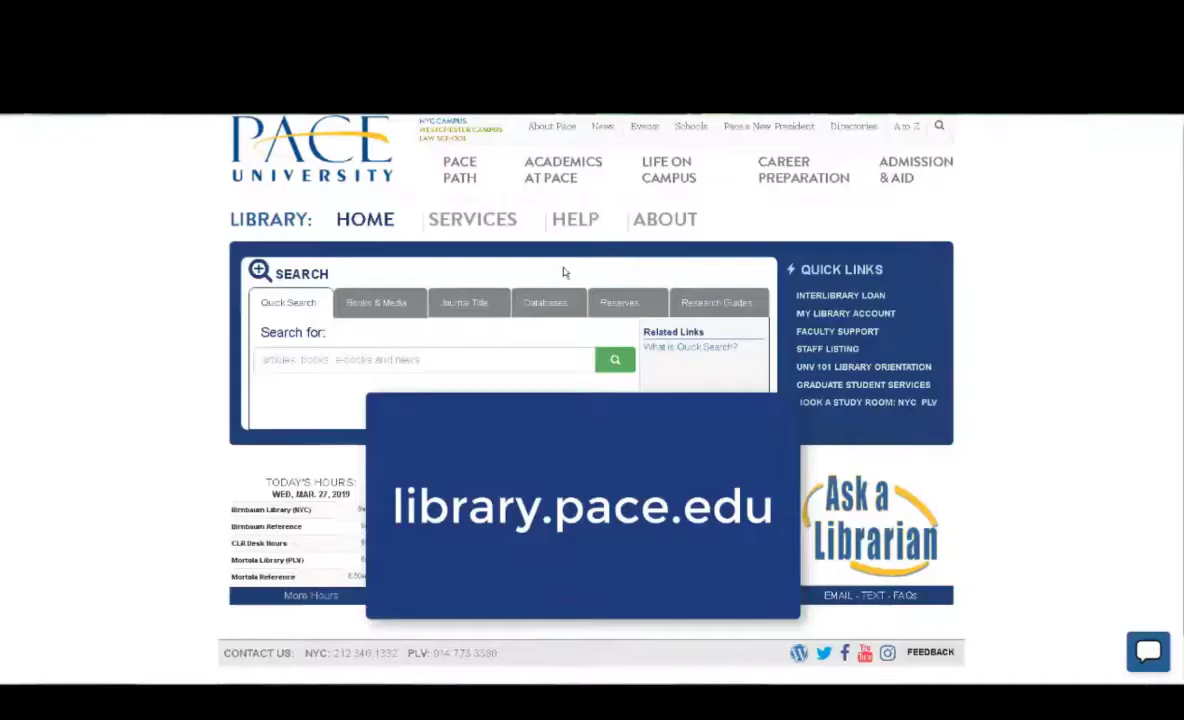 PACE
UNIVERSITY
NYC CAMPUS
WESTCHESTER CAMPUS
LAW SCHOOL
About Pace News Events Schools Pace's New President Directories A to Z
PACE PATH
ACADEMICS AT PACE
LIFE ON CAMPUS
CAREER PREPARATION
ADMISSION & AID
LIBRARY: HOME SERVICES HELP ABOUT
SEARCH
Quick Search Books & Media Journal Title Databases Reserves Research Guides
Search for:
articles, books, e-books and news
Related Links
What is Quick Search?
QUICK LINKS
INTERLIBRARY LOAN
MY LIBRARY ACCOUNT
FACULTY SUPPORT
STAFF LISTING
UNV 101 LIBRARY ORIENTATION
GRADUATE STUDENT SERVICES
BOOK A STUDY ROOM: NYC PLV
library.pace.edu
TODAY'S HOURS:
WED, MAR. 27, 2019
Birnbaum Library (NYC)
Birnbaum Reference
CLR Desk Hours
Mortola Library (PLV)
Mortola Reference
More Hours
Ask a
Librarian
EMAIL - TEXT - FAQs
CONTACT US: NYC: 212.346.1332 PLV: 914.773.3380
FEEDBACK